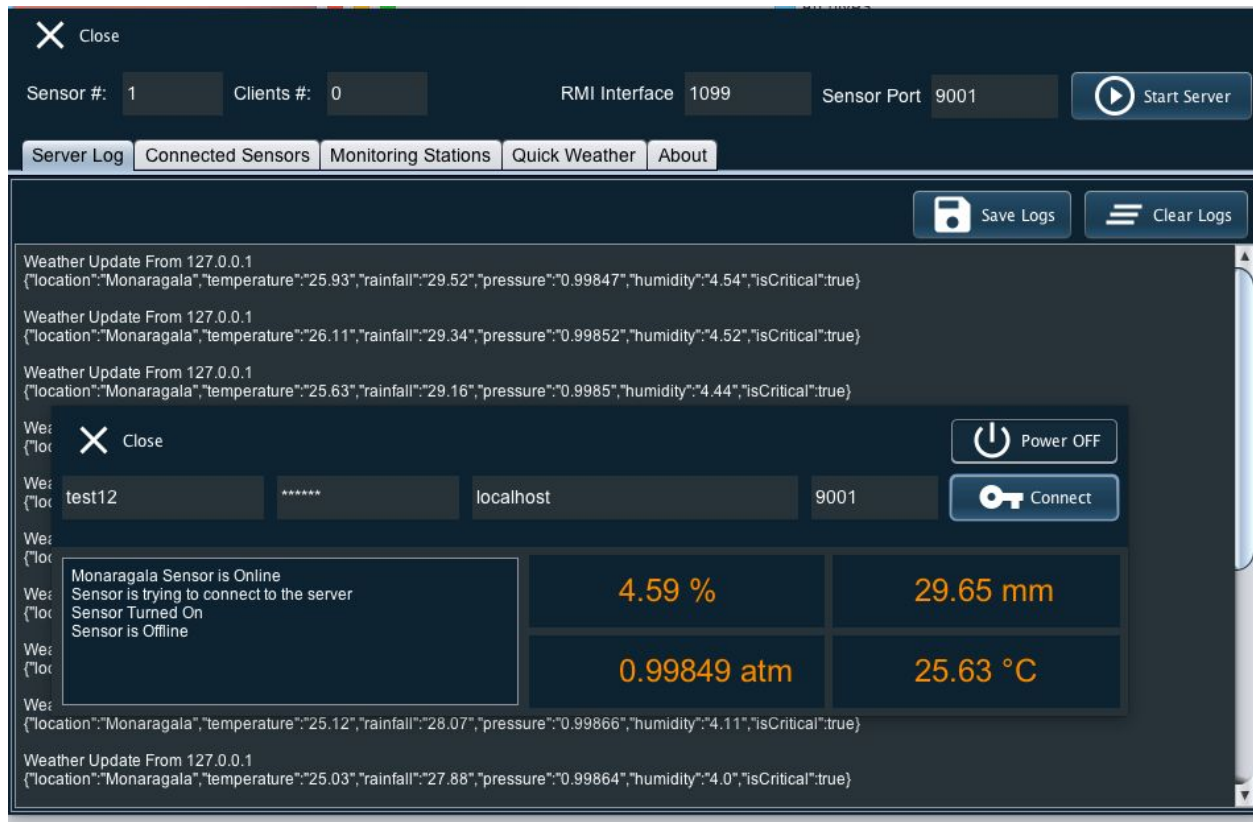 Close
Sensor #: 1 Clients #: 0 RMI Interface 1099 Sensor Port 9001 Start Server
Server Log Connected Sensors Monitoring Stations Quick Weather About
Save Logs Clear Logs
Weather Update From 127.0.0.1
{"location":"Monaragala","temperature":"25.93","rainfall":"29.52","pressure":"0.99847","humidity":"4.54","isCritical":true}
Weather Update From 127.0.0.1
{"location":"Monaragala","temperature":"26.11","rainfall":"29.34","pressure":"0.99852","humidity":"4.52","isCritical":true}
Weather Update From 127.0.0.1
{"location":"Monaragala","temperature":"25.63","rainfall":"29.16","pressure":"0.9985","humidity":"4.44","isCritical":true}
Close Power OFF
test12 ****** localhost 9001 Connect
Monaragala Sensor is Online
Sensor is trying to connect to the server
Sensor Turned On
Sensor is Offline
4.59 % 29.65 mm
0.99849 atm 25.63 °C
{"location":"Monaragala","temperature":"25.12","rainfall":"28.07","pressure":"0.99866","humidity":"4.11","isCritical":true}
Weather Update From 127.0.0.1
{"location":"Monaragala","temperature":"25.03","rainfall":"27.88","pressure":"0.99864","humidity":"4.0","isCritical":true}